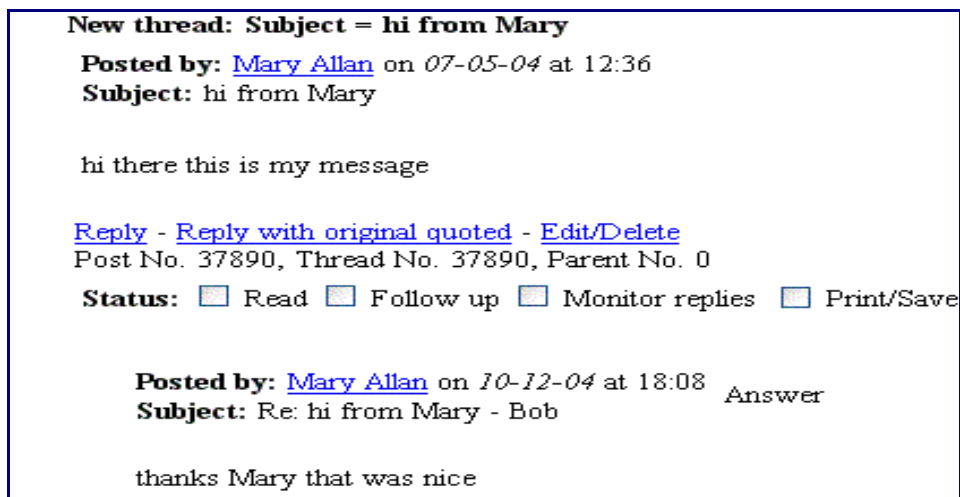 New thread: Subject = hi from Mary
Posted by: Mary Allan on 07-05-04 at 12:36
Subject: hi from Mary
hi there this is my message
Reply - Reply with original quoted - Edit/Delete
Post No. 37890, Thread No. 37890, Parent No. 0
Status: Read Follow up Monitor replies Print/Save
Posted by: Mary Allan on 10-12-04 at 18:08 Answer
Subject: Re: hi from Mary - Bob
thanks Mary that was nice